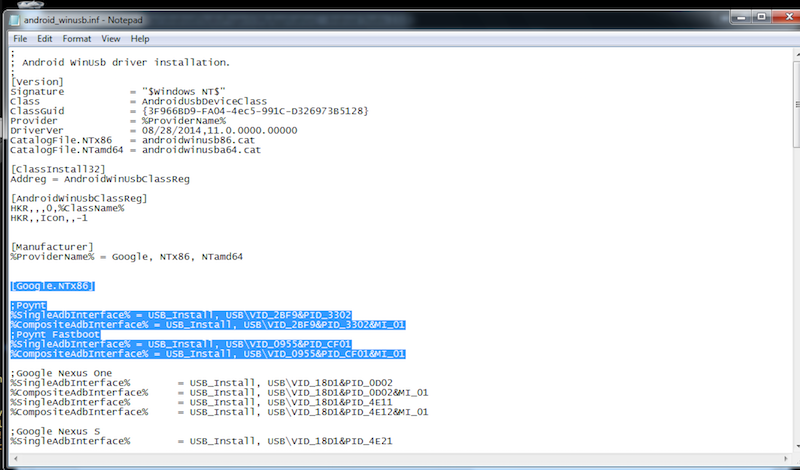 android_winusb.inf - Notepad
File Edit Format View Help
;
; Android WinUsb driver installation.
;
[Version]
Signature = "$Windows NT$"
Class = AndroidUsbDeviceClass
ClassGuid = {3F966BD9-FA04-4ec5-991C-D326973B5128}
Provider = %ProviderName%
DriverVer = 08/28/2014,11.0.0000.00000
CatalogFile.NTx86 = androidwinusb86.cat
CatalogFile.NTamd64 = androidwinusba64.cat
[ClassInstall32]
Addreg = AndroidWinUsbClassReg
[AndroidWinUsbClassReg]
HKR,,,0,%ClassName%
HKR,,Icon,,-1
[Manufacturer]
%ProviderName% = Google, NTx86, NTamd64
[Google.NTx86]
;Poynt
%SingleAdbInterface% = USB_Install, USB\VID_2BF9&PID_3302
%CompositeAdbInterface% = USB_Install, USB\VID_2BF9&PID_3302&MI_01
;Poynt Fastboot
%SingleAdbInterface% = USB_Install, USB\VID_0955&PID_CF01
%CompositeAdbInterface% = USB_Install, USB\VID_0955&PID_CF01&MI_01
;Google Nexus One
%SingleAdbInterface% = USB_Install, USB\VID_18D1&PID_0D02
%CompositeAdbInterface% = USB_Install, USB\VID_18D1&PID_0D02&MI_01
%SingleAdbInterface% = USB_Install, USB\VID_18D1&PID_4E11
%CompositeAdbInterface% = USB_Install, USB\VID_18D1&PID_4E12&MI_01
;Google Nexus S
%SingleAdbInterface% = USB_Install, USB\VID_18D1&PID_4E21